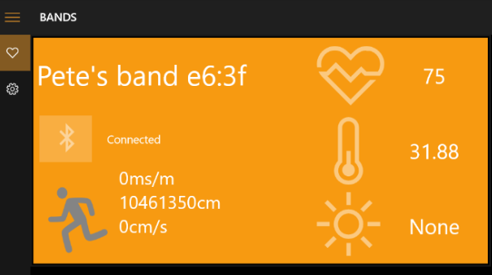 BANDS
Pete's band e6:3f
75
Connected
31.88
0ms/m
10461350cm
0cm/s
None